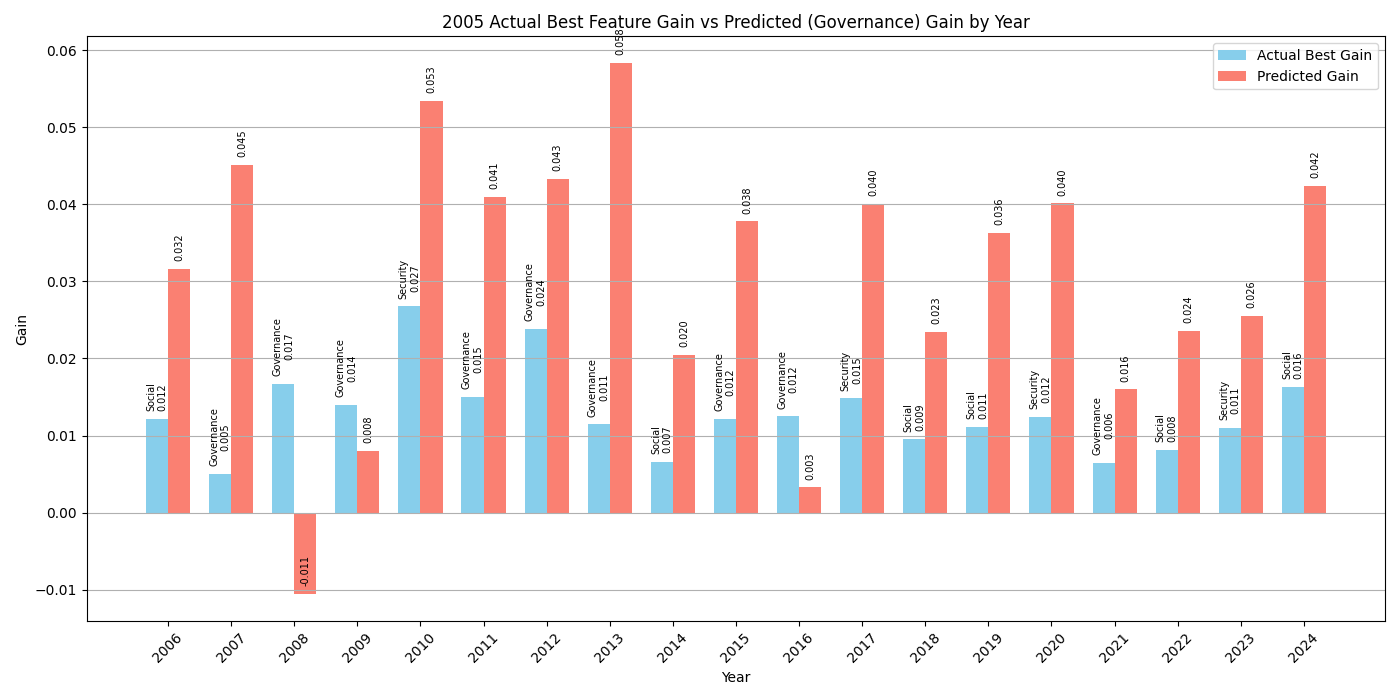 2005 Actual Best Feature Gain vs Predicted (Governance) Gain by Year
Actual Best Gain
Predicted Gain
Gain
0.06
0.05
0.04
0.03
0.02
0.01
0.00
−0.01
Social
0.012
0.032
Governance
0.005
0.045
Governance
0.017
-0.011
Governance
0.014
0.008
Security
0.027
0.053
Governance
0.015
0.041
Governance
0.024
0.043
Governance
0.011
0.058
Social
0.007
0.020
Governance
0.012
0.038
Governance
0.012
0.003
Security
0.015
0.040
Social
0.009
0.023
Social
0.011
0.036
Security
0.012
0.040
Governance
0.006
0.016
Social
0.008
0.024
Security
0.011
0.026
Social
0.016
0.042
2006
2007
2008
2009
2010
2011
2012
2013
2014
2015
2016
2017
2018
2019
2020
2021
2022
2023
2024
Year